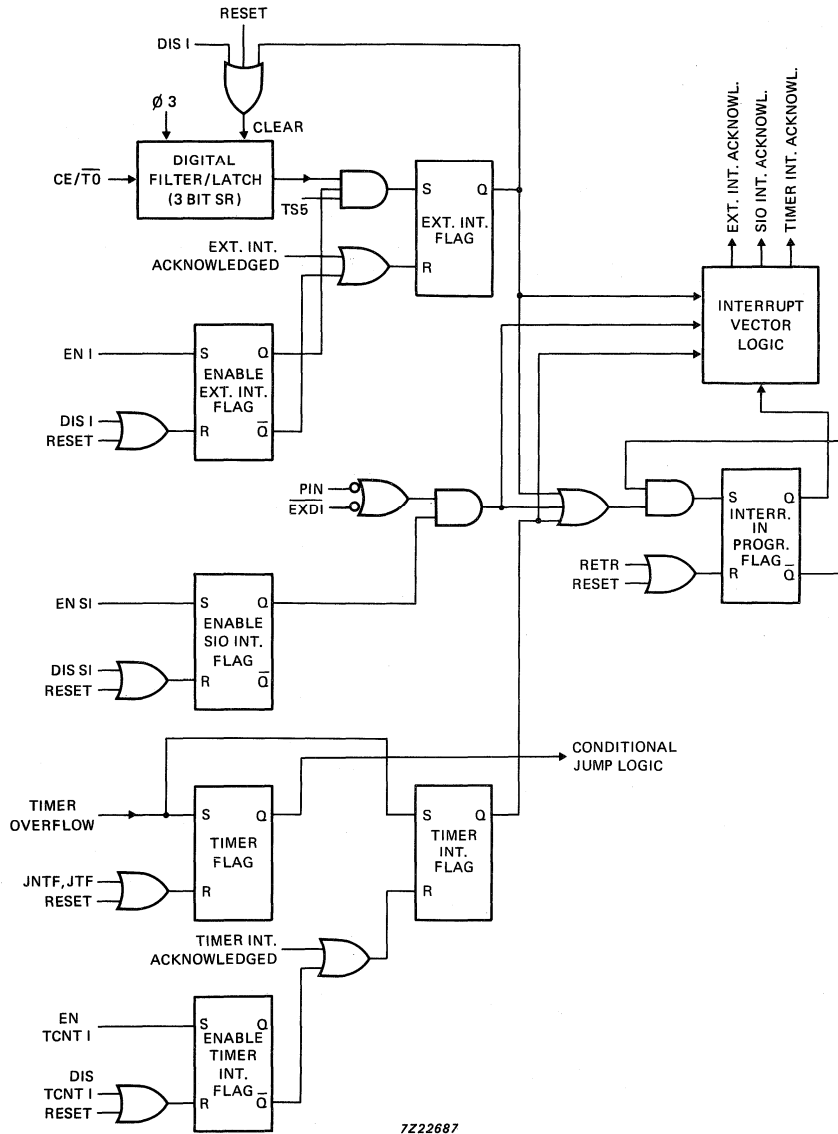 RESET
DIS I
Ø 3
CLEAR
CE/T̅0̅
DIGITAL
FILTER/LATCH
(3 BIT SR)
TS5
S Q
EXT. INT.
FLAG
R
EXT. INT.
ACKNOWLEDGED
EXT. INT. ACKNOWL.
SIO INT. ACKNOWL.
TIMER INT. ACKNOWL.
INTERRUPT
VECTOR
LOGIC
EN I
S Q
ENABLE
EXT. INT.
FLAG
R Q̅
DIS I
RESET
PIN
E̅X̅D̅I̅
S Q
INTERR.
IN
PROGR.
FLAG
R Q̅
RETR
RESET
EN SI
S Q
ENABLE
SIO INT.
FLAG
R Q̅
DIS SI
RESET
CONDITIONAL
JUMP LOGIC
TIMER
OVERFLOW
S Q
TIMER
FLAG
R
JNTF, JTF
RESET
S Q
TIMER
INT.
FLAG
R
TIMER INT.
ACKNOWLEDGED
EN
TCNT I
S Q
ENABLE
TIMER
INT.
FLAG
R Q̅
DIS
TCNT I
RESET
7Z22687